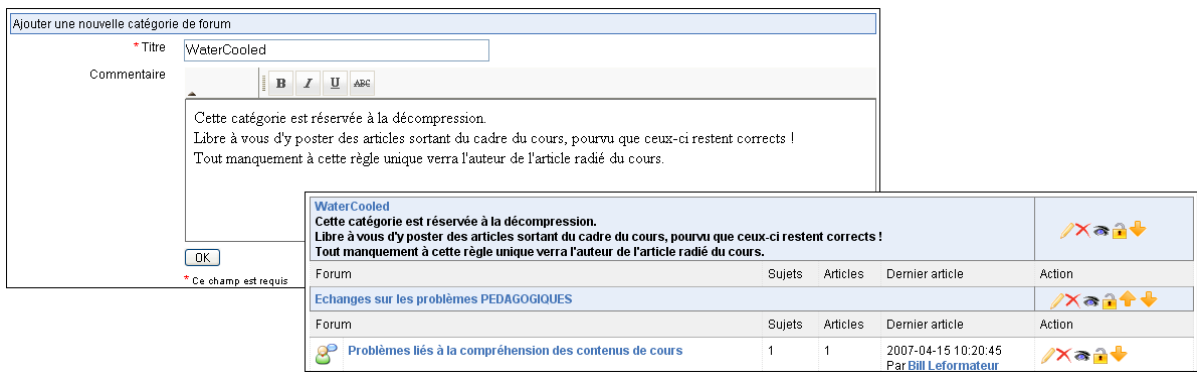 Ajouter une nouvelle catégorie de forum
* Titre WaterCooled
Commentaire
B I U ABC
Cette catégorie est réservée à la décompression.
Libre à vous d'y poster des articles sortant du cadre du cours, pourvu que ceux-ci restent corrects !
Tout manquement à cette règle unique verra l'auteur de l'article radié du cours.
OK
* Ce champ est requis
WaterCooled
Cette catégorie est réservée à la décompression.
Libre à vous d'y poster des articles sortant du cadre du cours, pourvu que ceux-ci restent corrects !
Tout manquement à cette règle unique verra l'auteur de l'article radié du cours.
Forum Sujets Articles Dernier article Action
Echanges sur les problèmes PEDAGOGIQUES
Forum Sujets Articles Dernier article Action
Problèmes liés à la compréhension des contenus de cours 1 1 2007-04-15 10:20:45
Par Bill Leformateur